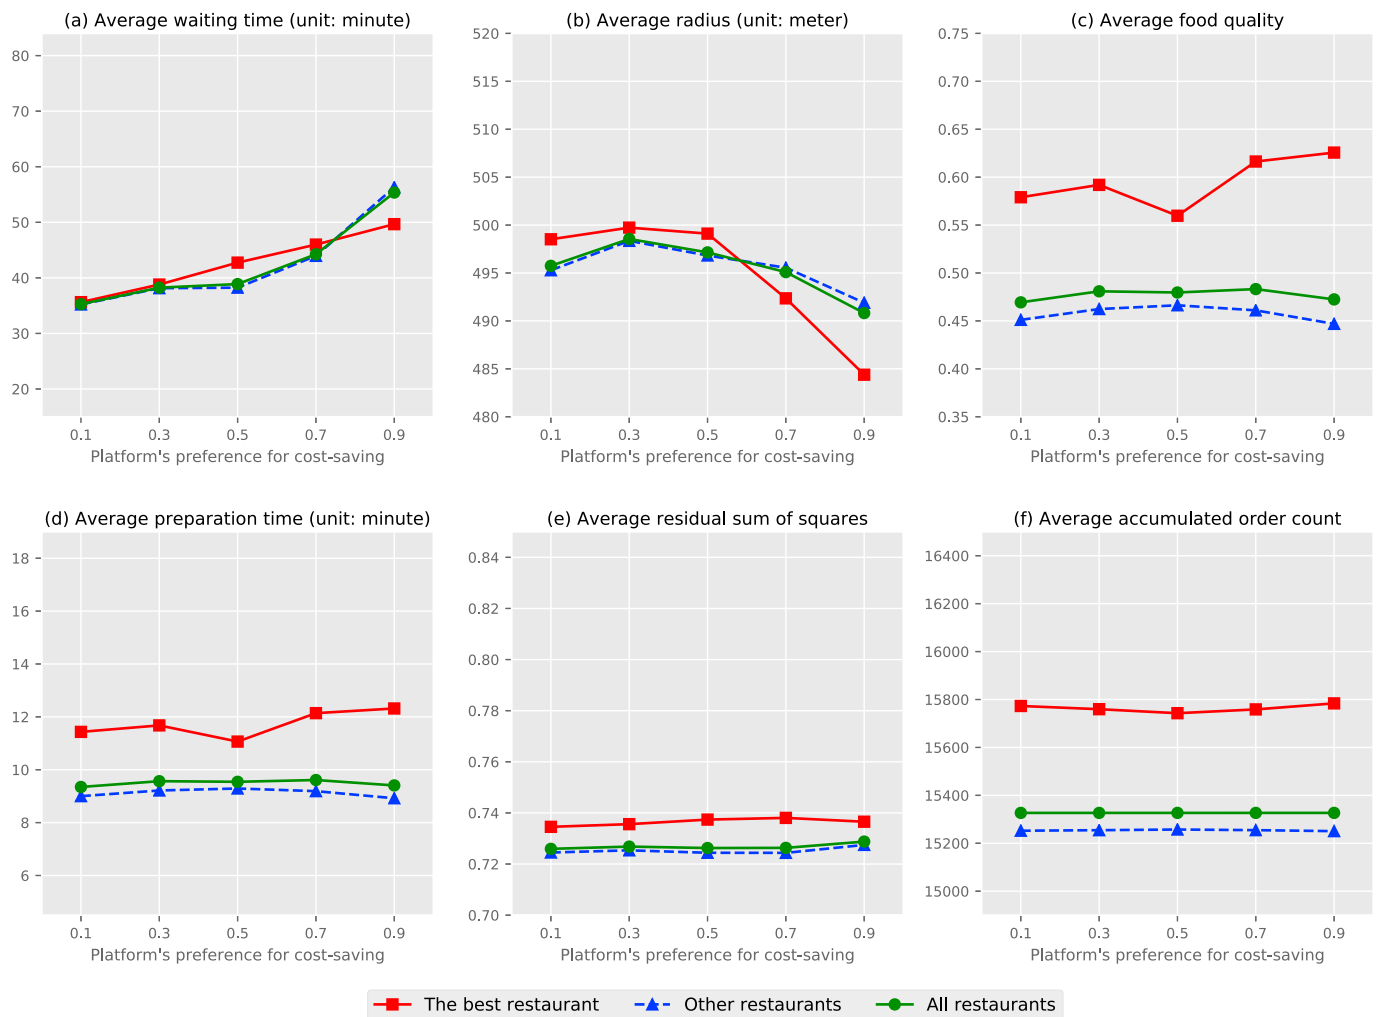 (a) Average waiting time (unit: minute)
80
70
60
50
40
30
20
0.1 0.3 0.5 0.7 0.9
Platform's preference for cost-saving
(b) Average radius (unit: meter)
520
515
510
505
500
495
490
485
480
0.1 0.3 0.5 0.7 0.9
Platform's preference for cost-saving
(c) Average food quality
0.75
0.70
0.65
0.60
0.55
0.50
0.45
0.40
0.35
0.1 0.3 0.5 0.7 0.9
Platform's preference for cost-saving
(d) Average preparation time (unit: minute)
18
16
14
12
10
8
6
0.1 0.3 0.5 0.7 0.9
Platform's preference for cost-saving
(e) Average residual sum of squares
0.84
0.82
0.80
0.78
0.76
0.74
0.72
0.70
0.1 0.3 0.5 0.7 0.9
Platform's preference for cost-saving
(f) Average accumulated order count
16400
16200
16000
15800
15600
15400
15200
15000
0.1 0.3 0.5 0.7 0.9
Platform's preference for cost-saving
The best restaurant Other restaurants All restaurants